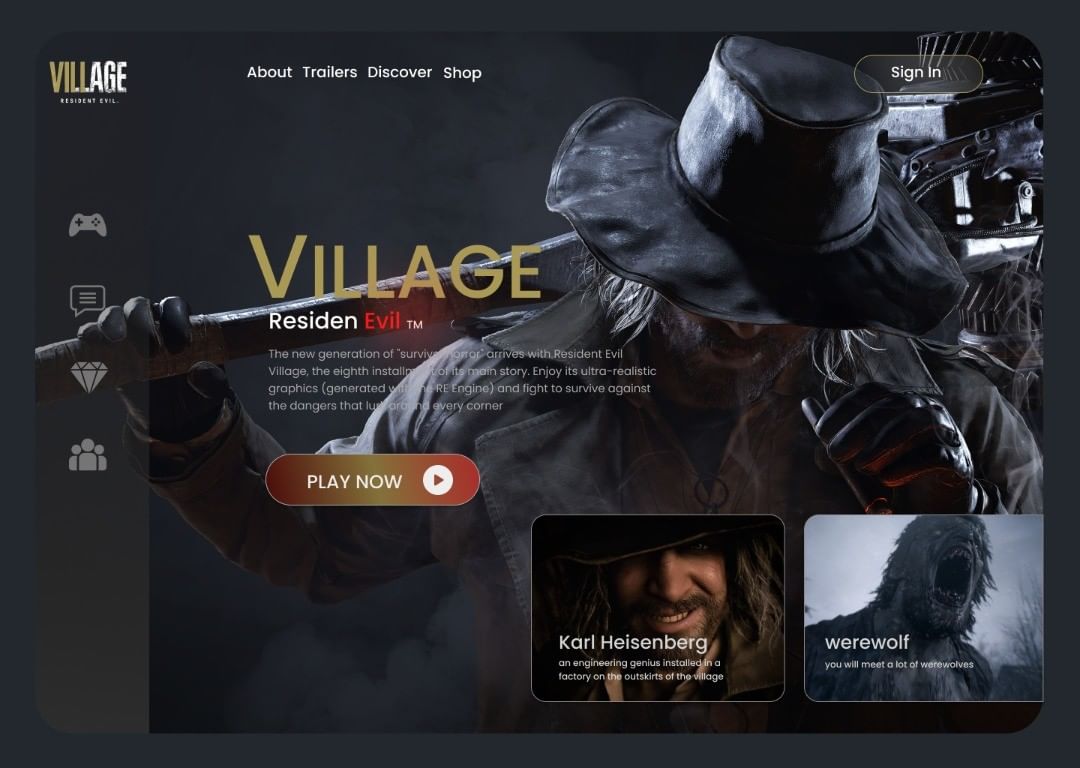 VILLAGE
RESIDENT EVIL™
About Trailers Discover Shop
Sign In
VILLAGE
Residen Evil TM
The new generation of "survival horror" arrives with Resident Evil
Village, the eighth installment of its main story. Enjoy its ultra-realistic
graphics (generated with the RE Engine) and fight to survive against
the dangers that lurk around every corner
PLAY NOW
Karl Heisenberg
an engineering genius installed in a
factory on the outskirts of the village
werewolf
you will meet a lot of werewolves